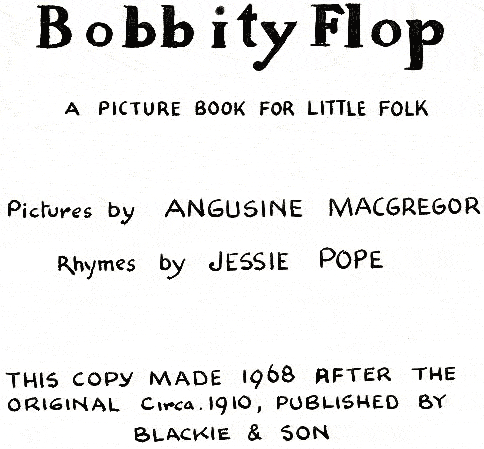 Bobbity Flop
A PICTURE BOOK FOR LITTLE FOLK
Pictures by ANGUSINE MACGREGOR
Rhymes by JESSIE POPE
THIS COPY MADE 1968 AFTER THE
ORIGINAL Circa. 1910, PUBLISHED BY
BLACKIE & SON